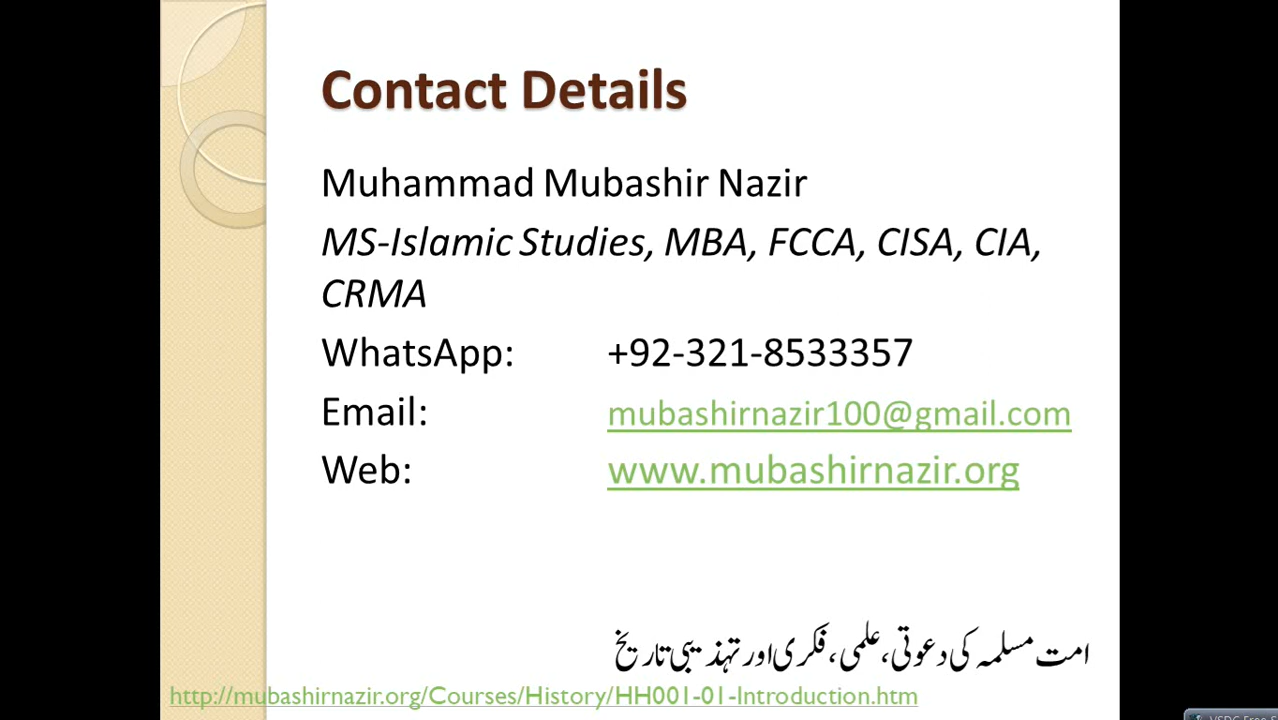 Contact Details
Muhammad Mubashir Nazir
MS-Islamic Studies, MBA, FCCA, CISA, CIA,
CRMA
WhatsApp: +92-321-8533357
Email: mubashirnazir100@gmail.com
Web: www.mubashirnazir.org
امت مسلمہ کی دعوتی، علمی، فکری اور تہذیبی تاریخ
http://mubashirnazir.org/Courses/History/HH001-01-Introduction.htm